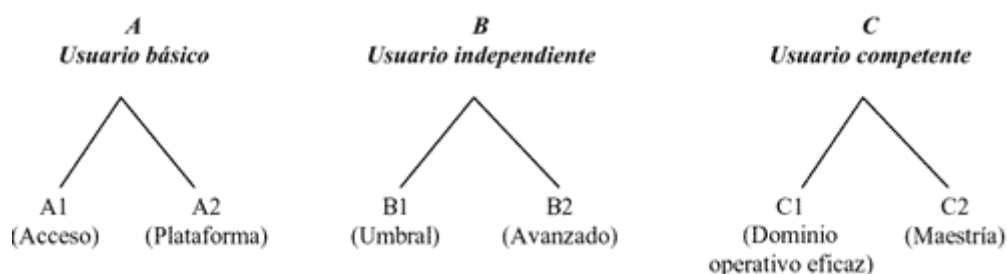 A
Usuario básico
B
Usuario independiente
C
Usuario competente
A1
(Acceso)
A2
(Plataforma)
B1
(Umbral)
B2
(Avanzado)
C1
(Dominio
operativo eficaz)
C2
(Maestría)